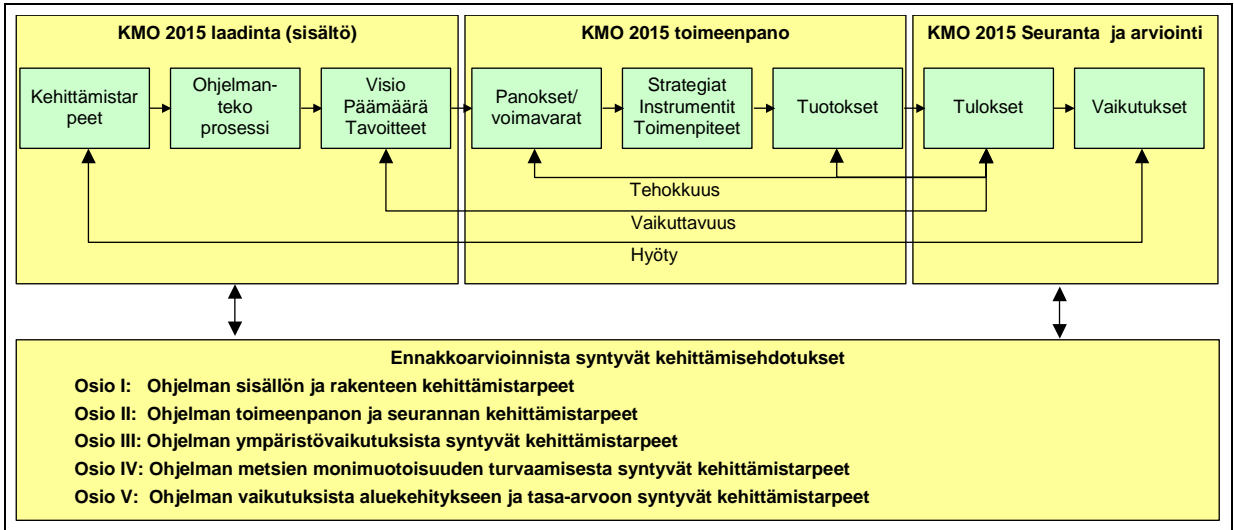 KMO 2015 laadinta (sisältö)
KMO 2015 toimeenpano
KMO 2015 Seuranta ja arviointi
Kehittämistar
peet
Ohjelman-
teko
prosessi
Visio
Päämäärä
Tavoitteet
Panokset/
voimavarat
Strategiat
Instrumentit
Toimenpiteet
Tuotokset
Tulokset
Vaikutukset
Tehokkuus
Vaikuttavuus
Hyöty
Ennakkoarvioinnista syntyvät kehittämisehdotukset
Osio I: Ohjelman sisällön ja rakenteen kehittämistarpeet
Osio II: Ohjelman toimeenpanon ja seurannan kehittämistarpeet
Osio III: Ohjelman ympäristövaikutuksista syntyvät kehittämistarpeet
Osio IV: Ohjelman metsien monimuotoisuuden turvaamisesta syntyvät kehittämistarpeet
Osio V: Ohjelman vaikutuksista aluekehitykseen ja tasa-arvoon syntyvät kehittämistarpeet